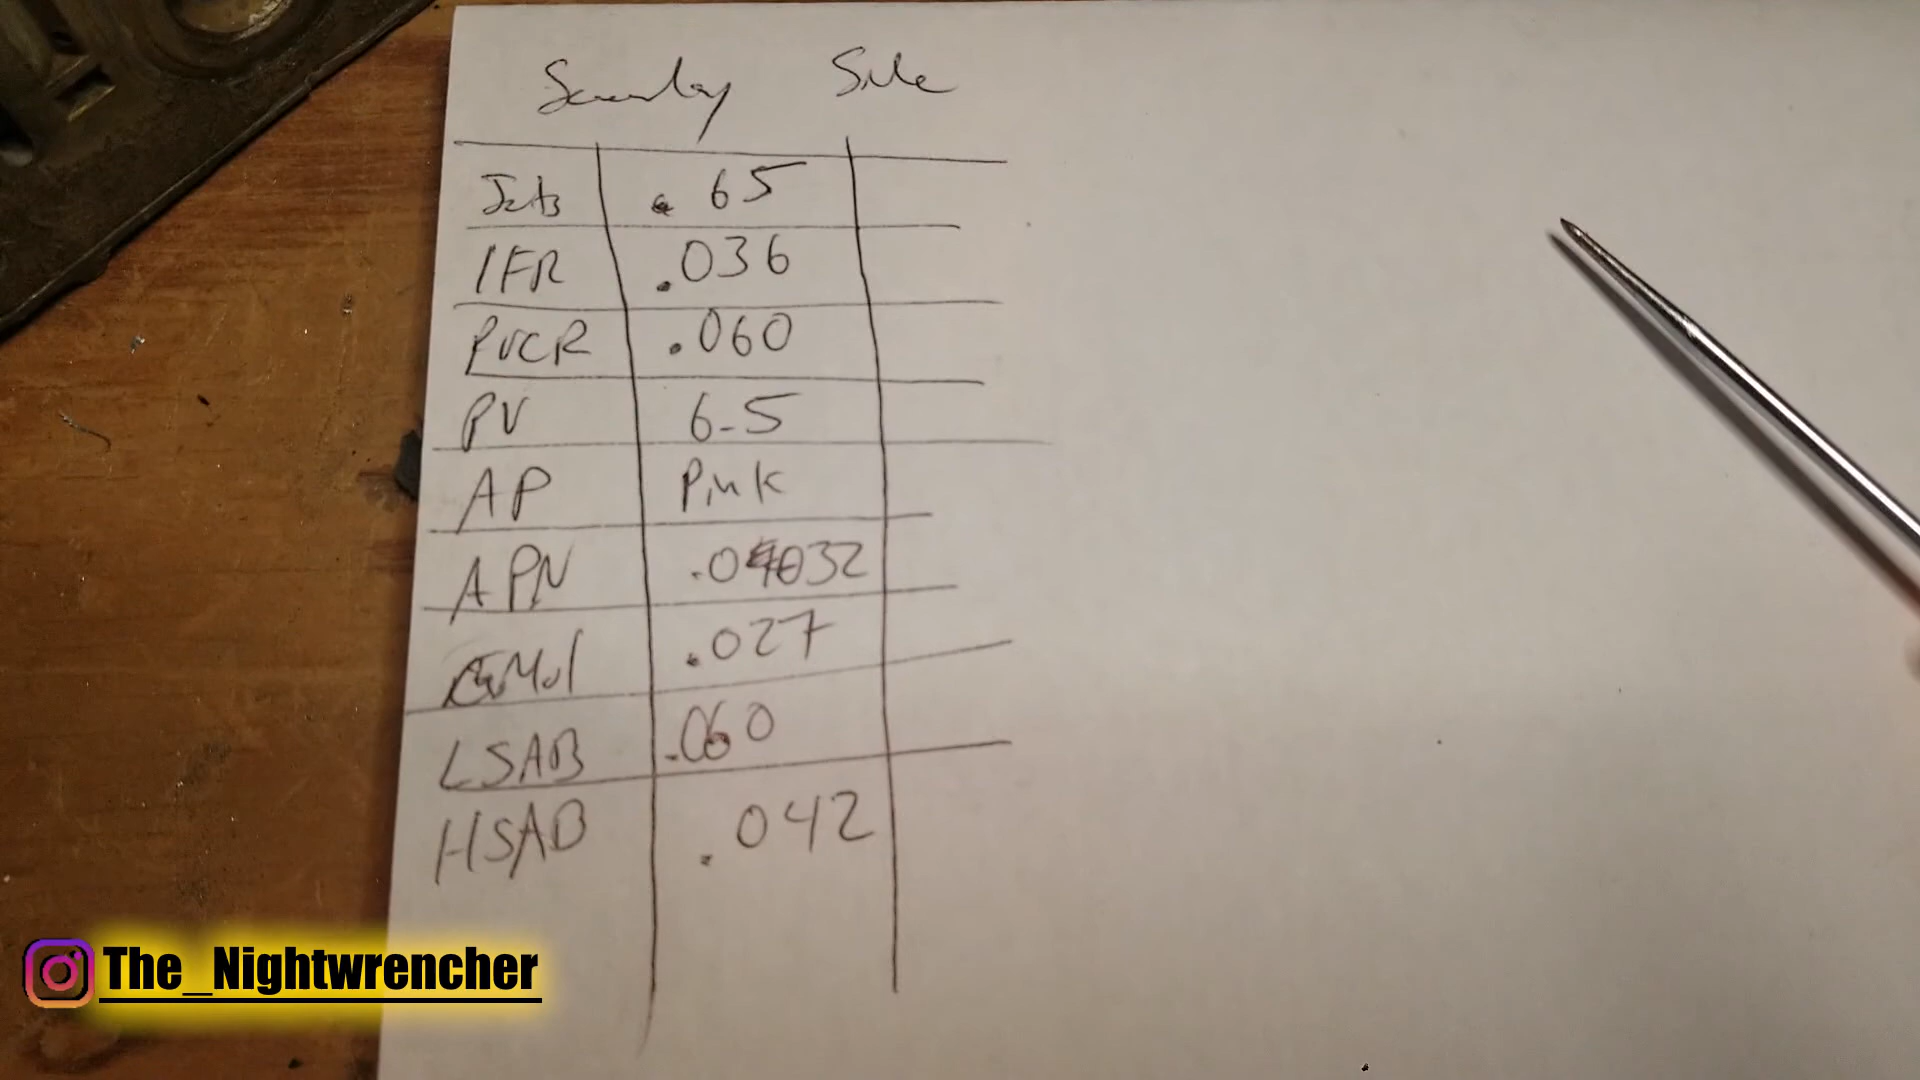 Secondary Side
Jets . 65
IFR .036
PVCR .060
PV 6-5
AP Pink
APN .04032
EMul .027
LSAB .060
HSAB .042
The_Nightwrencher